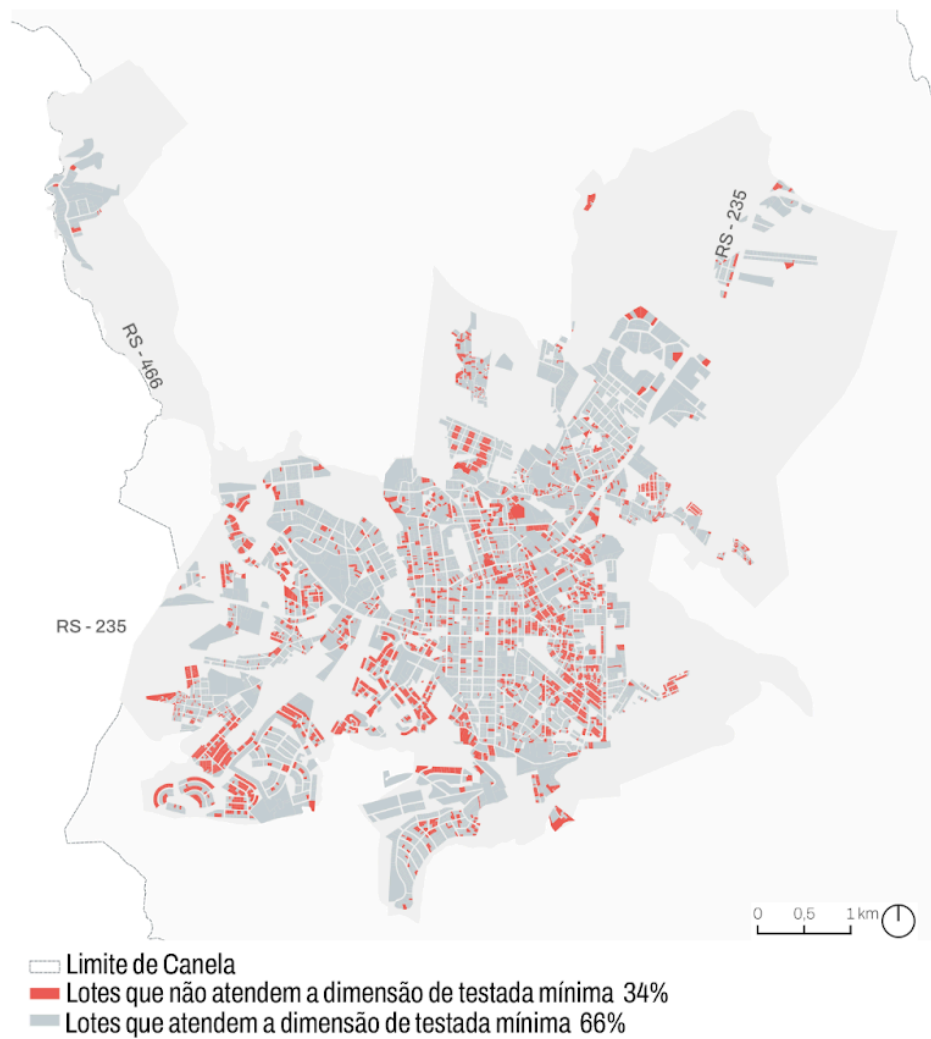 RS - 235
RS - 466
RS - 235
0 0,5 1 km
Limite de Canela
Lotes que não atendem a dimensão de testada mínima 34%
Lotes que atendem a dimensão de testada mínima 66%